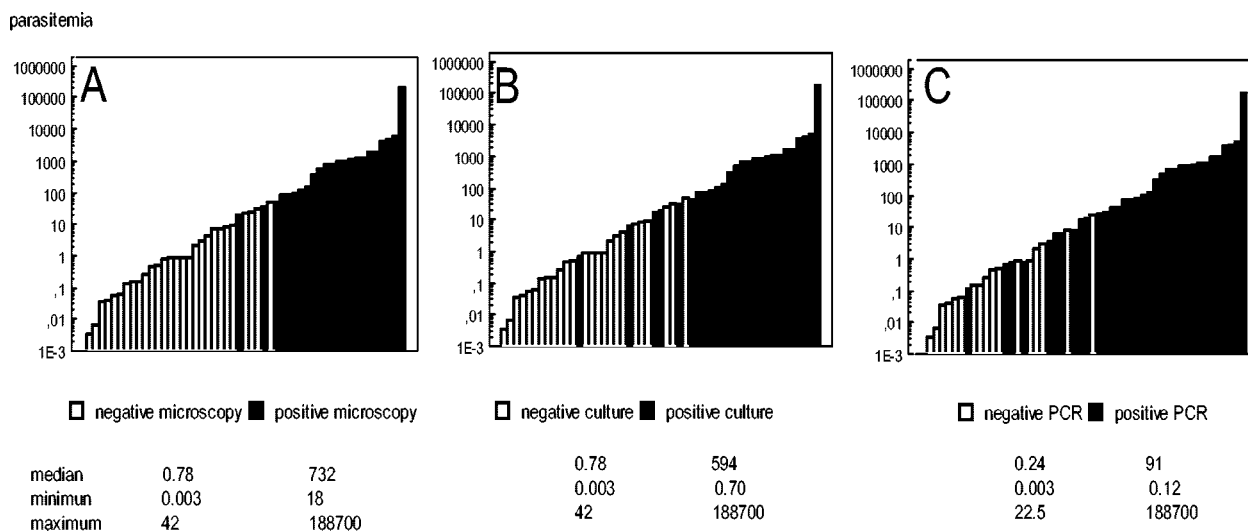 parasitemia
A
1000000
100000
10000
1000
100
10
1
,1
,01
1E-3
negative microscopy positive microscopy
B
1000000
100000
10000
1000
100
10
1
,1
,01
1E-3
negative culture positive culture
C
1000000
100000
10000
1000
100
10
1
,1
,01
1E-3
negative PCR positive PCR
median 0.78 732 0.78 594 0.24 91
minimun 0.003 18 0.003 0.70 0.003 0.12
maximum 42 188700 42 188700 22.5 188700